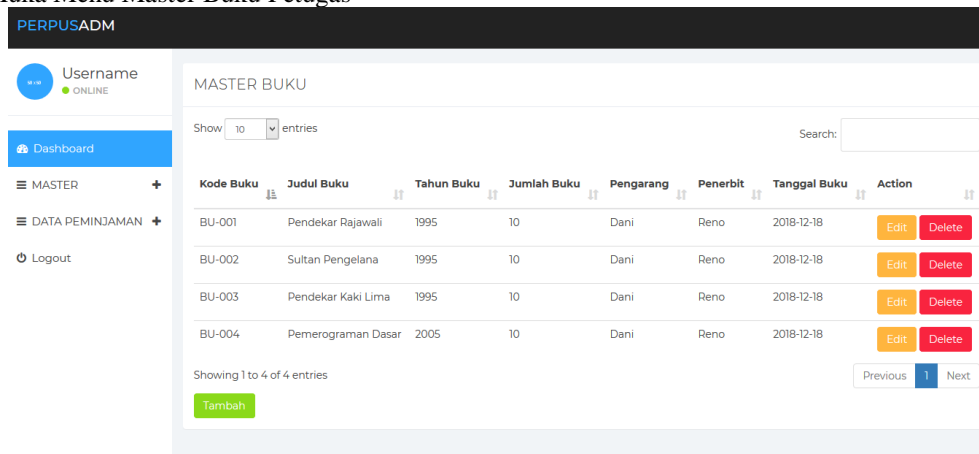 Menu Master Buku Petugas
PERPUSADM
Username
ONLINE
Dashboard
MASTER
DATA PEMINJAMAN
Logout
MASTER BUKU
Show 10 entries
Search:
Kode Buku Judul Buku Tahun Buku Jumlah Buku Pengarang Penerbit Tanggal Buku Action
BU-001 Pendekar Rajawali 1995 10 Dani Reno 2018-12-18 Edit Delete
BU-002 Sultan Pengelana 1995 10 Dani Reno 2018-12-18 Edit Delete
BU-003 Pendekar Kaki Lima 1995 10 Dani Reno 2018-12-18 Edit Delete
BU-004 Pemerograman Dasar 2005 10 Dani Reno 2018-12-18 Edit Delete
Showing 1 to 4 of 4 entries
Previous 1 Next
Tambah